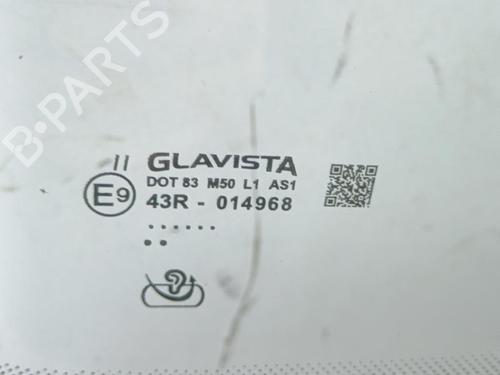 B-PARTS
II GLAVISTA
DOT 83 M50 L1 AS1
E9 43R - 014968